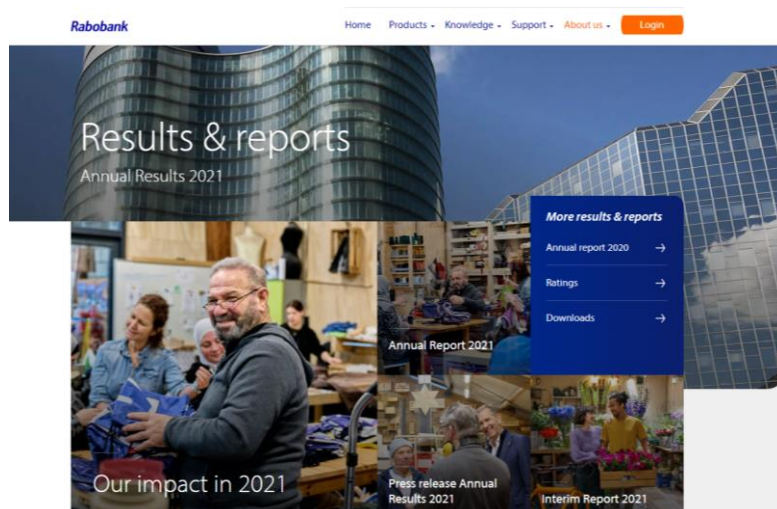 Rabobank
Home Products Knowledge Support About us Login
Results & reports
Annual Results 2021
More results & reports
Annual report 2020
Ratings
Downloads
Annual Report 2021
Our impact in 2021
Press release Annual
Results 2021
Interim Report 2021